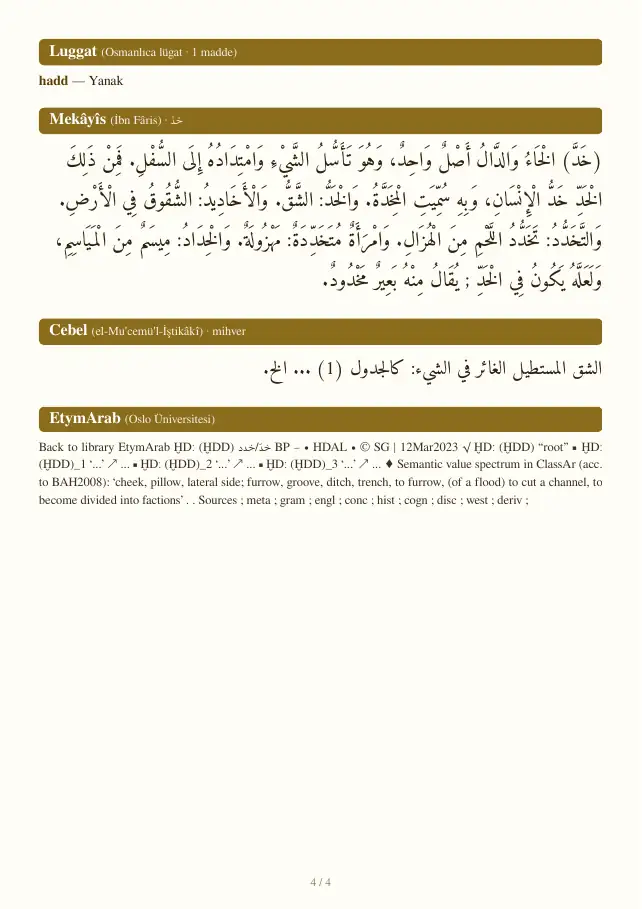 Luggat (Osmanlıca lügat · 1 madde)
hadd — Yanak
Mekâyîs (İbn Fâris) · خَدَّ
(خَدَّ) الْخَاءُ وَالدَّالُ أَصْلٌ وَاحِدٌ، وَهُوَ تَأَسُّلُ الشَّيْءِ وَامْتِدَادُهُ إِلَى السُّفْلِ. فَمِنْ ذَلِكَ
الْخَدِّ خَدُّ الْإِنْسَانِ، وَبِهِ سُمِّيَتِ الْمِخَدَّةُ. وَالْخَدُّ: الشَّقُّ. وَالْأَخَادِيدُ: الشُّقُوقُ فِي الْأَرْضِ.
وَالتَّخَدُّدُ: تَخَدُّدُ اللَّحْمِ مِنَ الْهُزَالِ. وَامْرَأَةٌ مُتَخَدِّدَةٌ: مَهْزُولَةٌ. وَالْخِدَادُ: مِيسَمٌ مِنَ الْمَيَاسِمِ،
وَلَعَلَّهُ يَكُونُ فِي الْخَدِّ ; يُقَالُ مِنْهُ بَعِيرٌ مَخْدُودٌ.
Cebel (el-Mu'cemü'l-İştikâkî) · mihver
الشق المستطيل الغائر في الشيء: كالجدول (1) ... الخ.
EtymArab (Oslo Üniversitesi)
Back to library EtymArab ḪD: (ḪDD) خدّ/خدد BP – • HDAL • © SG | 12Mar2023 √ ḪD: (ḪDD) “root” ▪ ḪD:
(ḪDD)_1 ‘...’ ↗ ... ▪ ḪD: (ḪDD)_2 ‘...’ ↗ ... ▪ ḪD: (ḪDD)_3 ‘...’ ↗ ... ♦ Semantic value spectrum in ClassAr (acc.
to BAH2008): ‘cheek, pillow, lateral side; furrow, groove, ditch, trench, to furrow, (of a flood) to cut a channel, to
become divided into factions’ . . Sources ; meta ; gram ; engl ; conc ; hist ; cogn ; disc ; west ; deriv ;
4 / 4